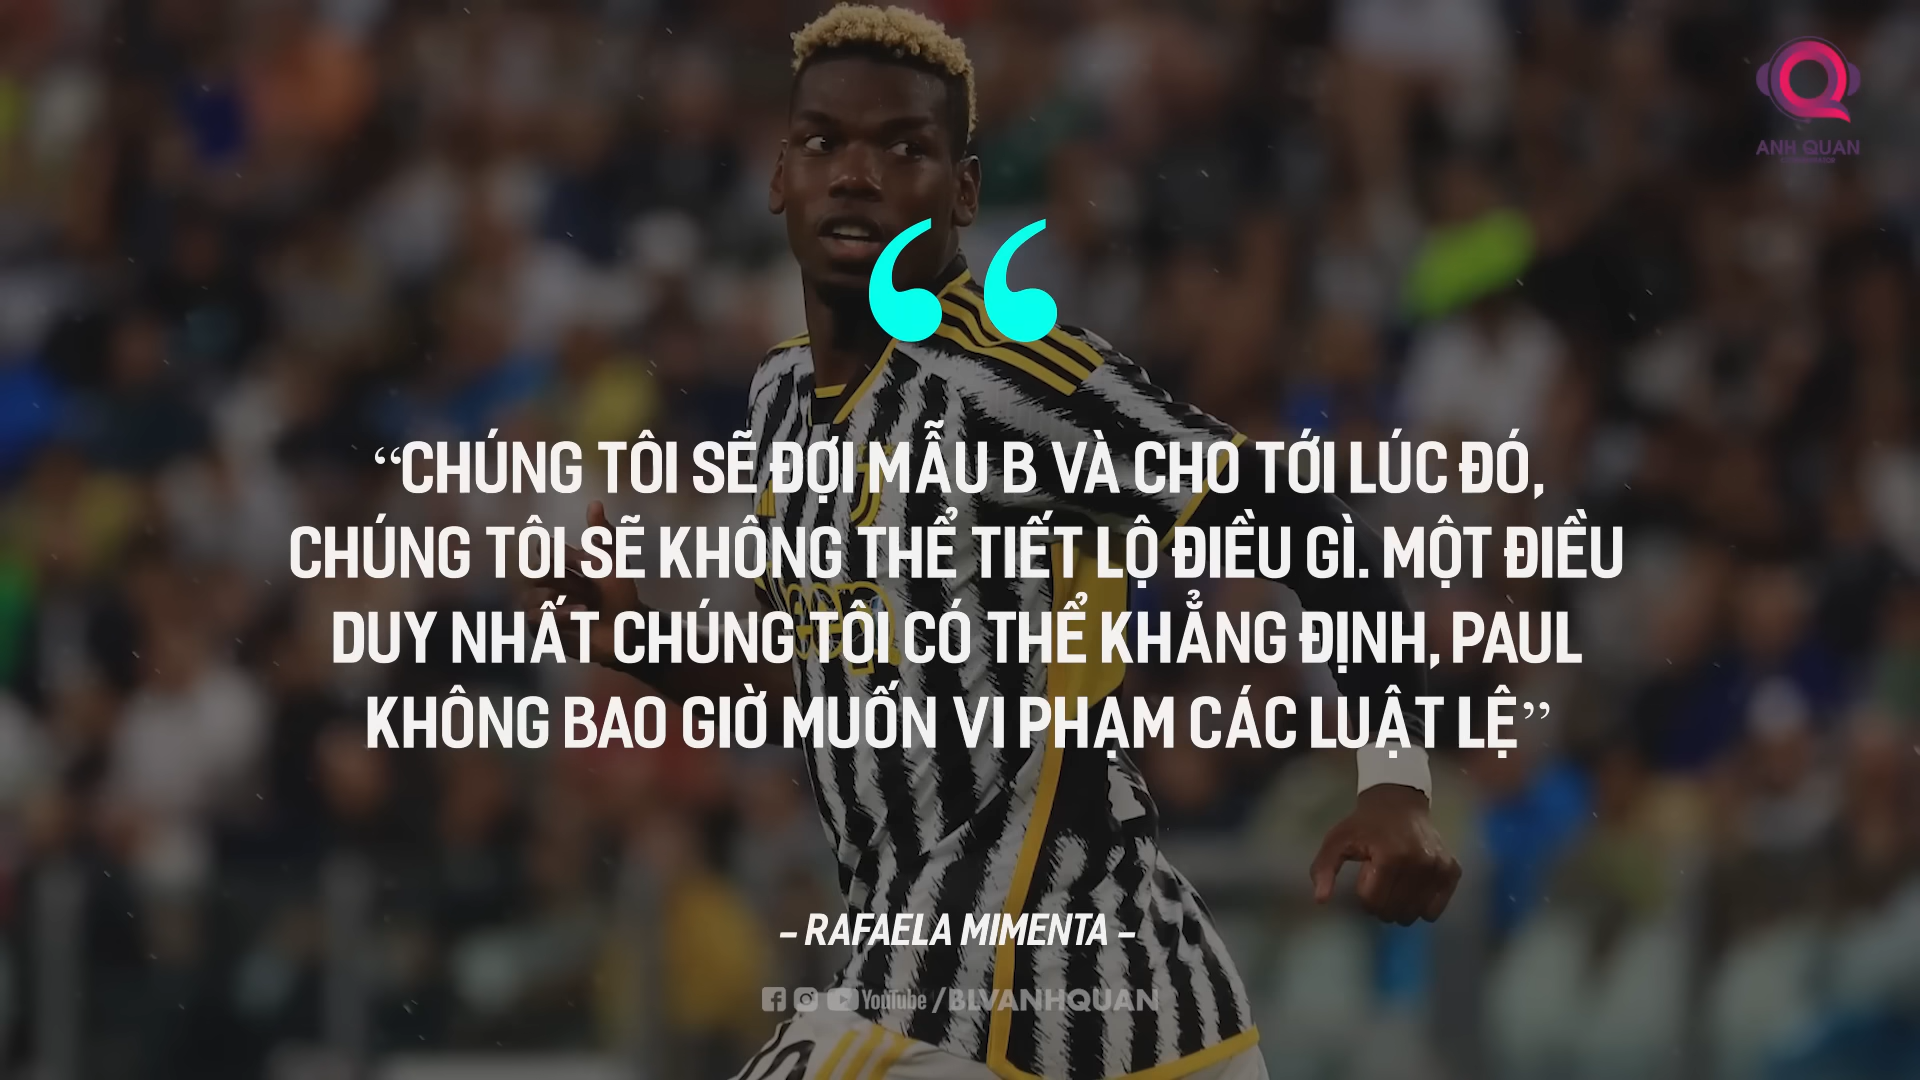 ANH QUAN
“CHÚNG TÔI SẼ ĐỢI MẪU B VÀ CHO TỚI LÚC ĐÓ,
CHÚNG TÔI SẼ KHÔNG THỂ TIẾT LỘ ĐIỀU GÌ. MỘT ĐIỀU
DUY NHẤT CHÚNG TÔI CÓ THỂ KHẲNG ĐỊNH, PAUL
KHÔNG BAO GIỜ MUỐN VI PHẠM CÁC LUẬT LỆ”
– RAFAELA MIMENTA –
YouTube /BLVANHQUAN